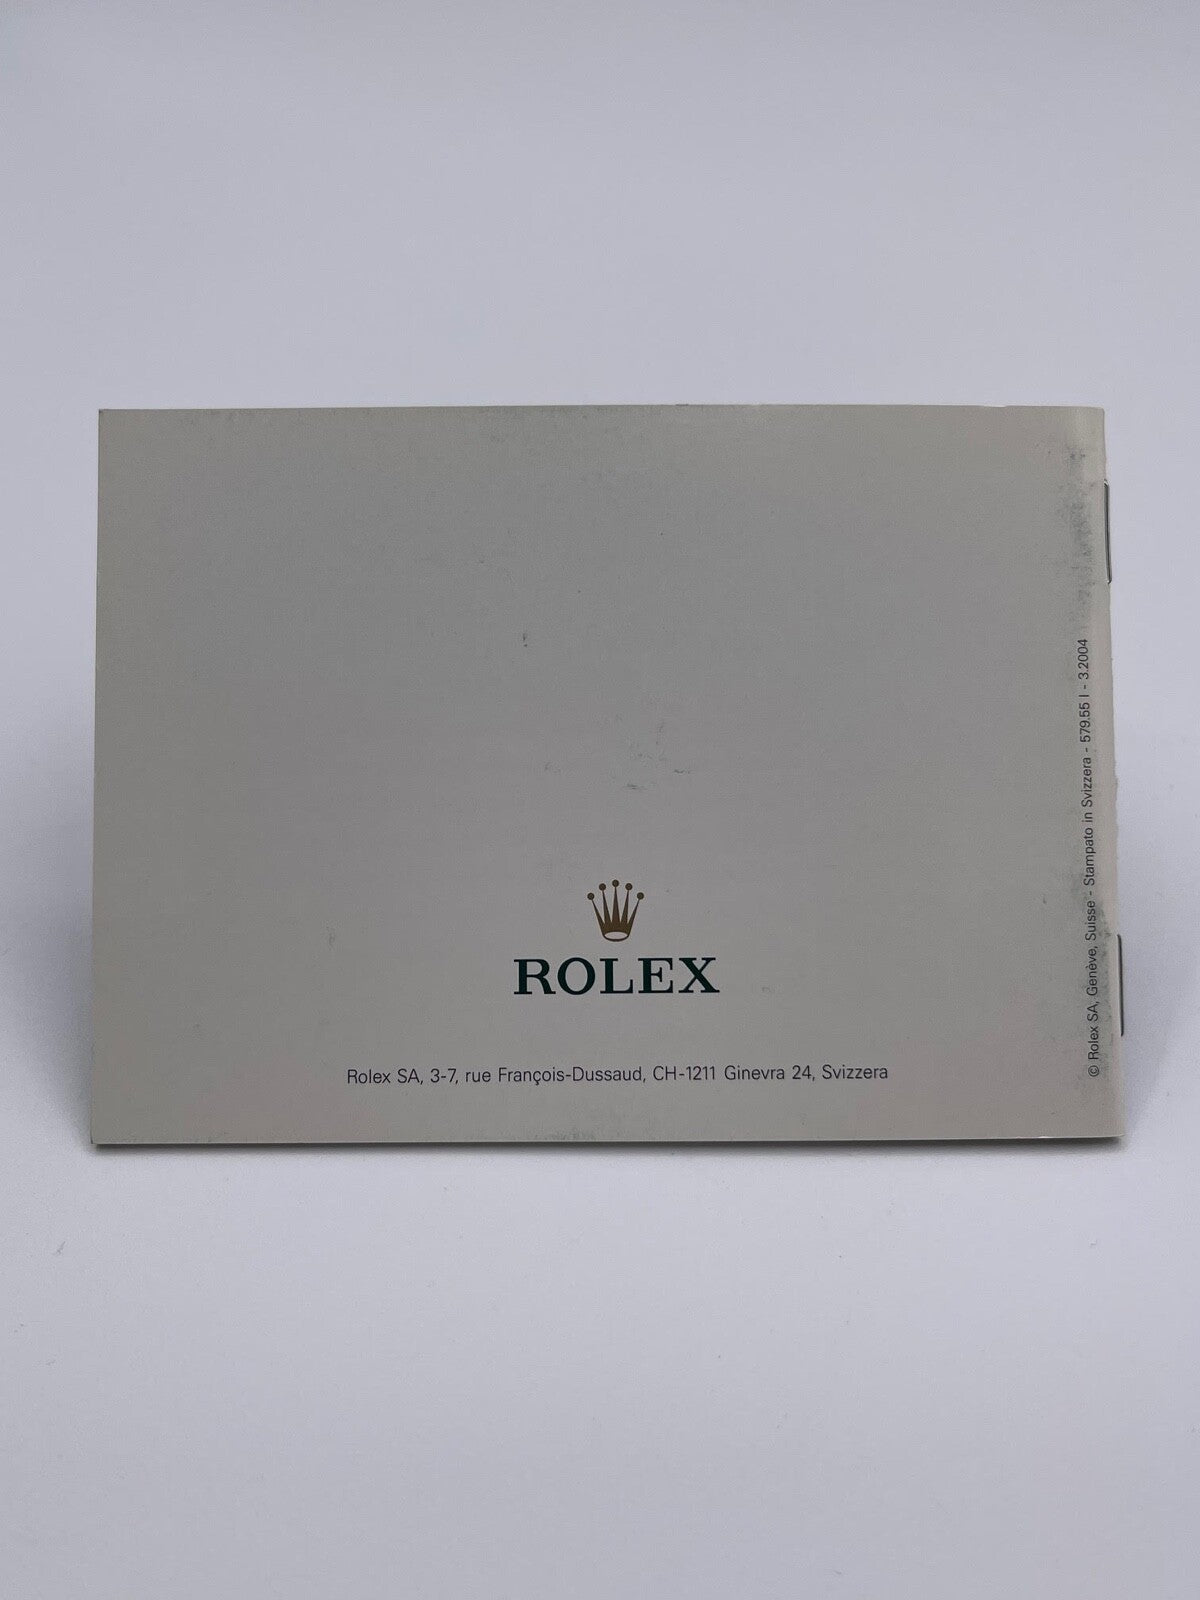 ROLEX
Rolex SA, 3-7, rue François-Dussaud, CH-1211 Ginevra 24, Svizzera
© Rolex SA, Genève, Suisse - Stampato in Svizzera - 579.55 I - 3.2004